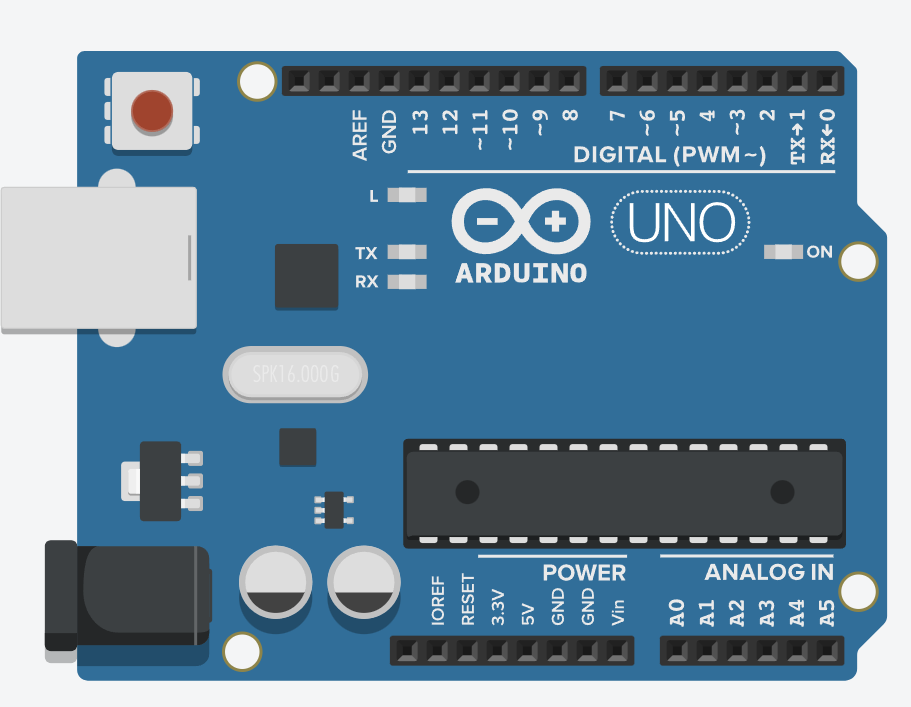 AREF GND 13 12 ~11 ~10 ~9 8 7 ~6 ~5 4 ~3 2 TX→1 RX←0
DIGITAL (PWM~)
L
TX
RX
ARDUINO
UNO
ON
SPK16.000G
POWER
ANALOG IN
IOREF RESET 3.3V 5V GND GND Vin A0 A1 A2 A3 A4 A5